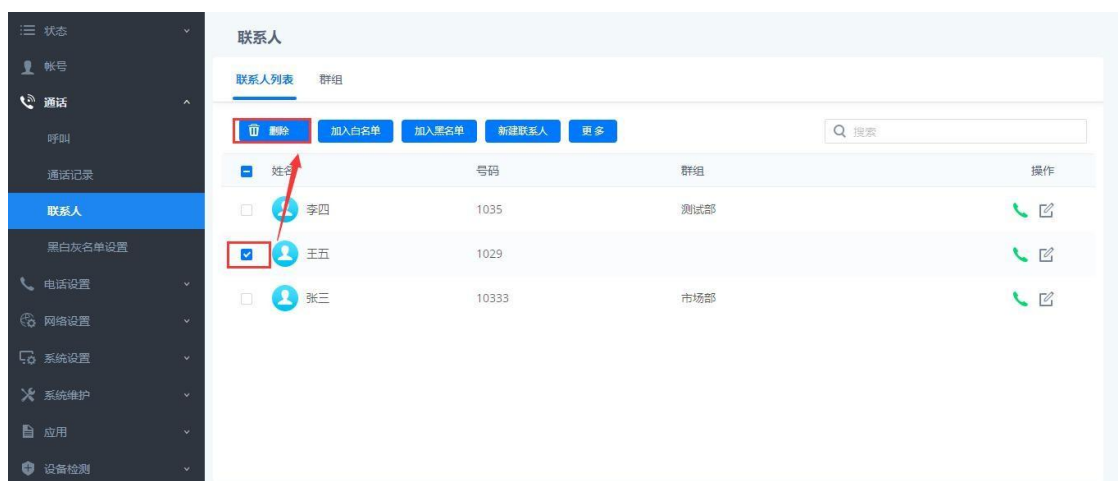 状态
帐号
通话
呼叫
通话记录
联系人
黑白灰名单设置
电话设置
网络设置
系统设置
系统维护
应用
设备检测
联系人
联系人列表 群组
删除 加入白名单 加入黑名单 新建联系人 更多 搜索
姓名 号码 群组 操作
李四 1035 测试部
王五 1029
张三 10333 市场部